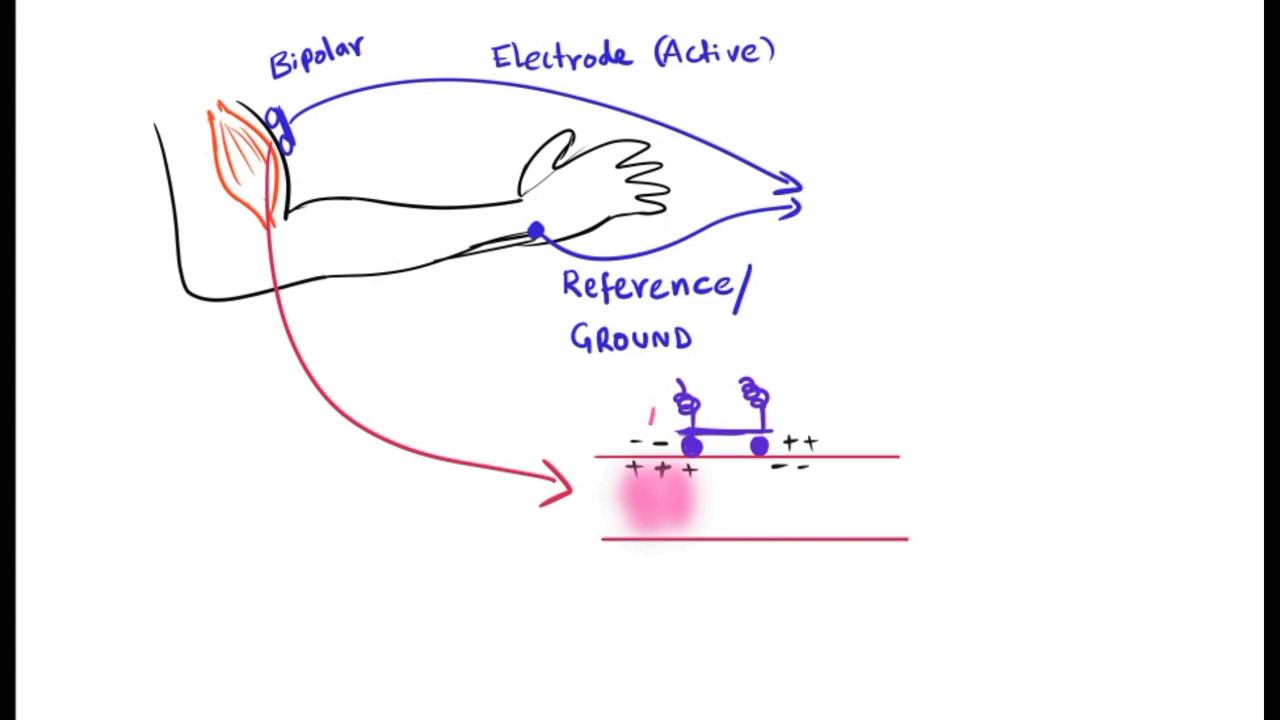 Bipolar Electrode (Active)
Reference/
GROUND
- - ++
+ + + - -